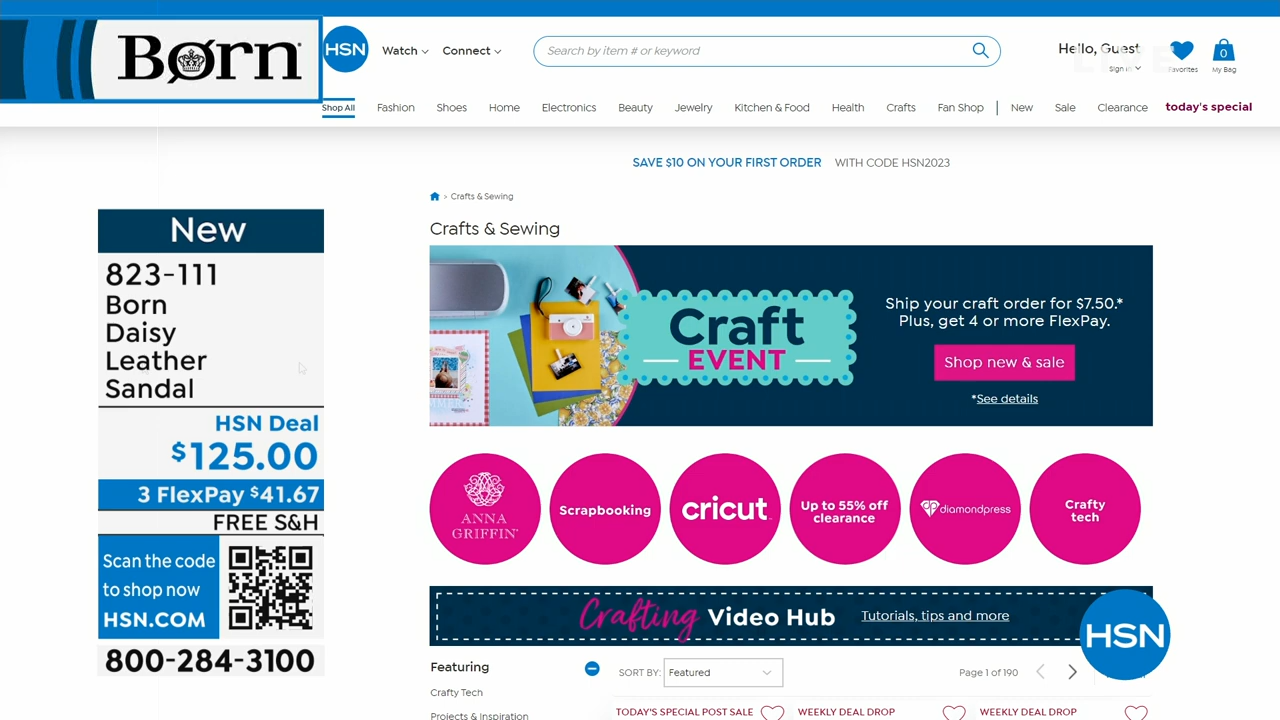 Børn
HSN
Watch
Connect
Search by item # or keyword
Hello, Guest
Sign in
Favorites
0
My Bag
Shop All
Fashion
Shoes
Home
Electronics
Beauty
Jewelry
Kitchen & Food
Health
Crafts
Fan Shop
New
Sale
Clearance
today's special
SAVE $10 ON YOUR FIRST ORDER WITH CODE HSN2023
> Crafts & Sewing
Crafts & Sewing
New
823-111
Born
Daisy
Leather
Sandal
HSN Deal
$125.00
3 FlexPay $41.67
FREE S&H
Scan the code
to shop now
HSN.COM
800-284-3100
Craft
EVENT
Ship your craft order for $7.50.*
Plus, get 4 or more FlexPay.
Shop new & sale
*See details
ANNA
GRIFFIN
Scrapbooking
cricut
Up to 55% off
clearance
diamondpress
Crafty
tech
Crafting Video Hub
Tutorials, tips and more
HSN
Featuring
SORT BY: Featured
Page 1 of 190
Crafty Tech
Projects & Inspiration
TODAY'S SPECIAL POST SALE
WEEKLY DEAL DROP
WEEKLY DEAL DROP